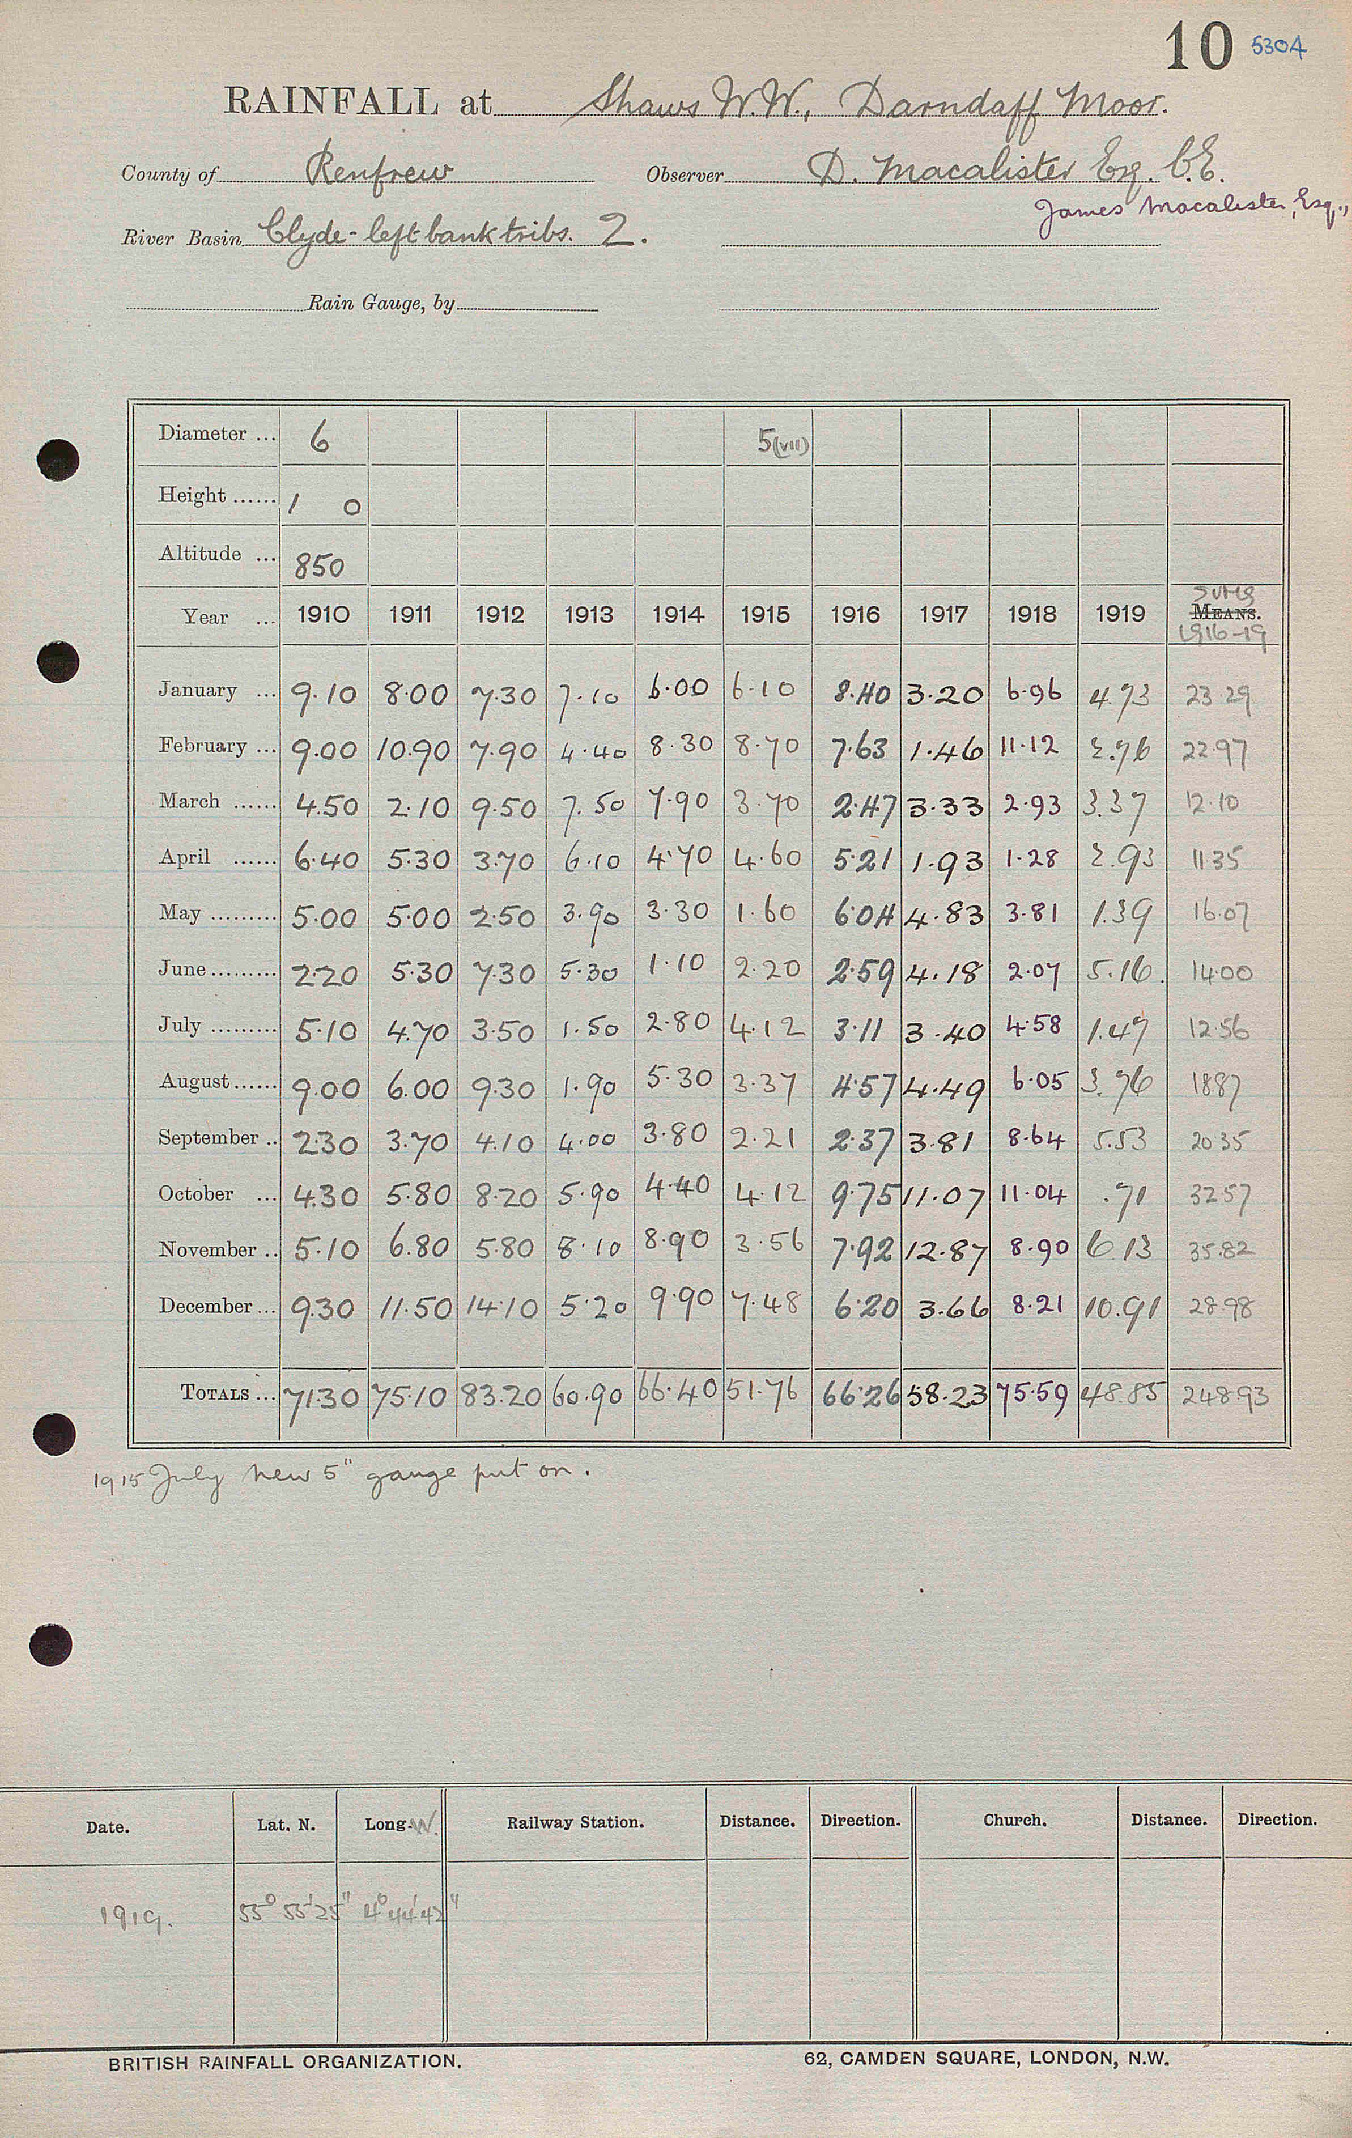 10 5304
RAINFALL at Shaws W.W., Darndaff Moor.
County of Renfrew Observer D. Macalister Esq. C.E.
James Macalister, Esq.,
River Basin Clyde - left bank tribs. 2.
Rain Gauge, by
Diameter ... 6 5(VII)
Height ...... 1 0
Altitude ... 850
Year ... 1910 1911 1912 1913 1914 1915 1916 1917 1918 1919 MEANS. SUMS 1916-19
January ... 9.10 8.00 7.30 7.10 6.00 6.10 8.40 3.20 6.96 4.73 23.29
February ... 9.00 10.90 7.90 4.40 8.30 8.70 7.63 1.46 11.12 2.76 22.97
March ...... 4.50 2.10 9.50 7.50 7.90 3.70 2.47 3.33 2.93 3.37 12.10
April ...... 6.40 5.30 3.70 6.10 4.70 4.60 5.21 1.93 1.28 2.93 11.35
May ......... 5.00 5.00 2.50 3.90 3.30 1.60 6.04 4.83 3.81 1.39 16.07
June ......... 2.20 5.30 7.30 5.30 1.10 2.20 2.59 4.18 2.07 5.16 14.00
July ......... 5.10 4.70 3.50 1.50 2.80 4.12 3.11 3.40 4.58 1.47 12.56
August ...... 9.00 6.00 9.30 1.90 5.30 3.37 4.57 4.49 6.05 3.76 18.87
September .. 2.30 3.70 4.10 4.00 3.80 2.21 2.37 3.81 8.64 5.53 20.35
October ... 4.30 5.80 8.20 5.90 4.40 4.12 9.75 11.07 11.04 .71 32.57
November .. 5.10 6.80 5.80 8.10 8.90 3.56 7.92 12.87 8.90 6.13 35.82
December ... 9.30 11.50 14.10 5.20 9.90 7.48 6.20 3.66 8.21 10.91 28.98
TOTALS ... 71.30 75.10 83.20 60.90 66.40 51.76 66.26 58.23 75.59 48.85 248.93
1915 July new 5" gauge put on.
Date. Lat. N. Long. W. Railway Station. Distance. Direction. Church. Distance. Direction.
1919. 55° 55' 25" 4° 44' 42"
BRITISH RAINFALL ORGANIZATION. 62, CAMDEN SQUARE, LONDON, N.W.